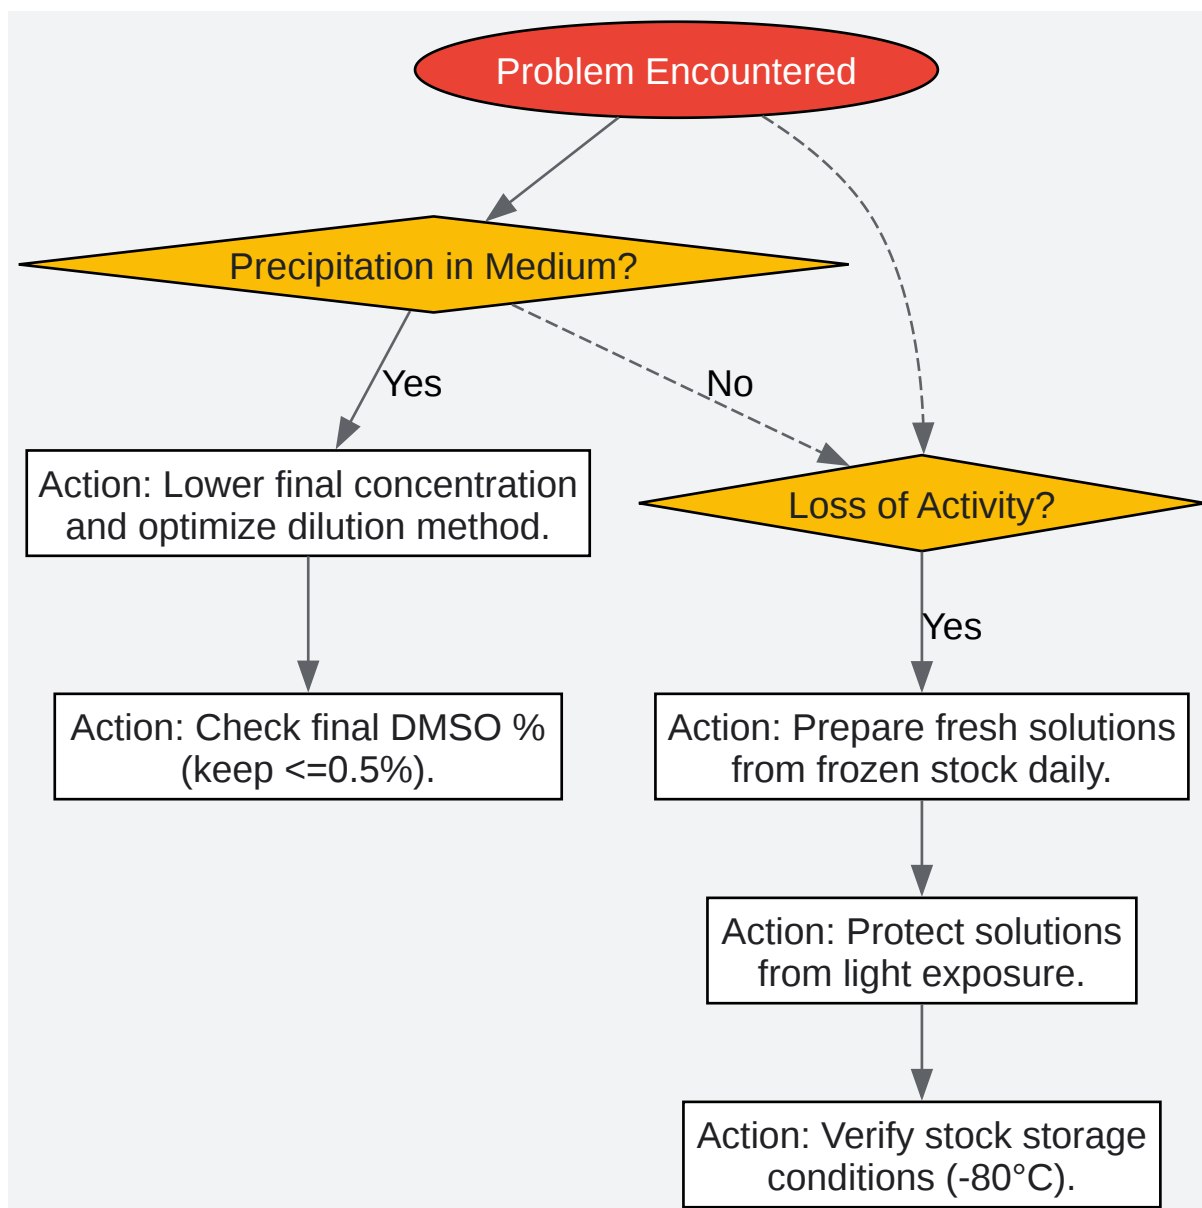 Problem Encountered
Precipitation in Medium?
Yes
No
Action: Lower final concentration
and optimize dilution method.
Loss of Activity?
Yes
Action: Check final DMSO %
(keep <=0.5%).
Action: Prepare fresh solutions
from frozen stock daily.
Action: Protect solutions
from light exposure.
Action: Verify stock storage
conditions (-80°C).